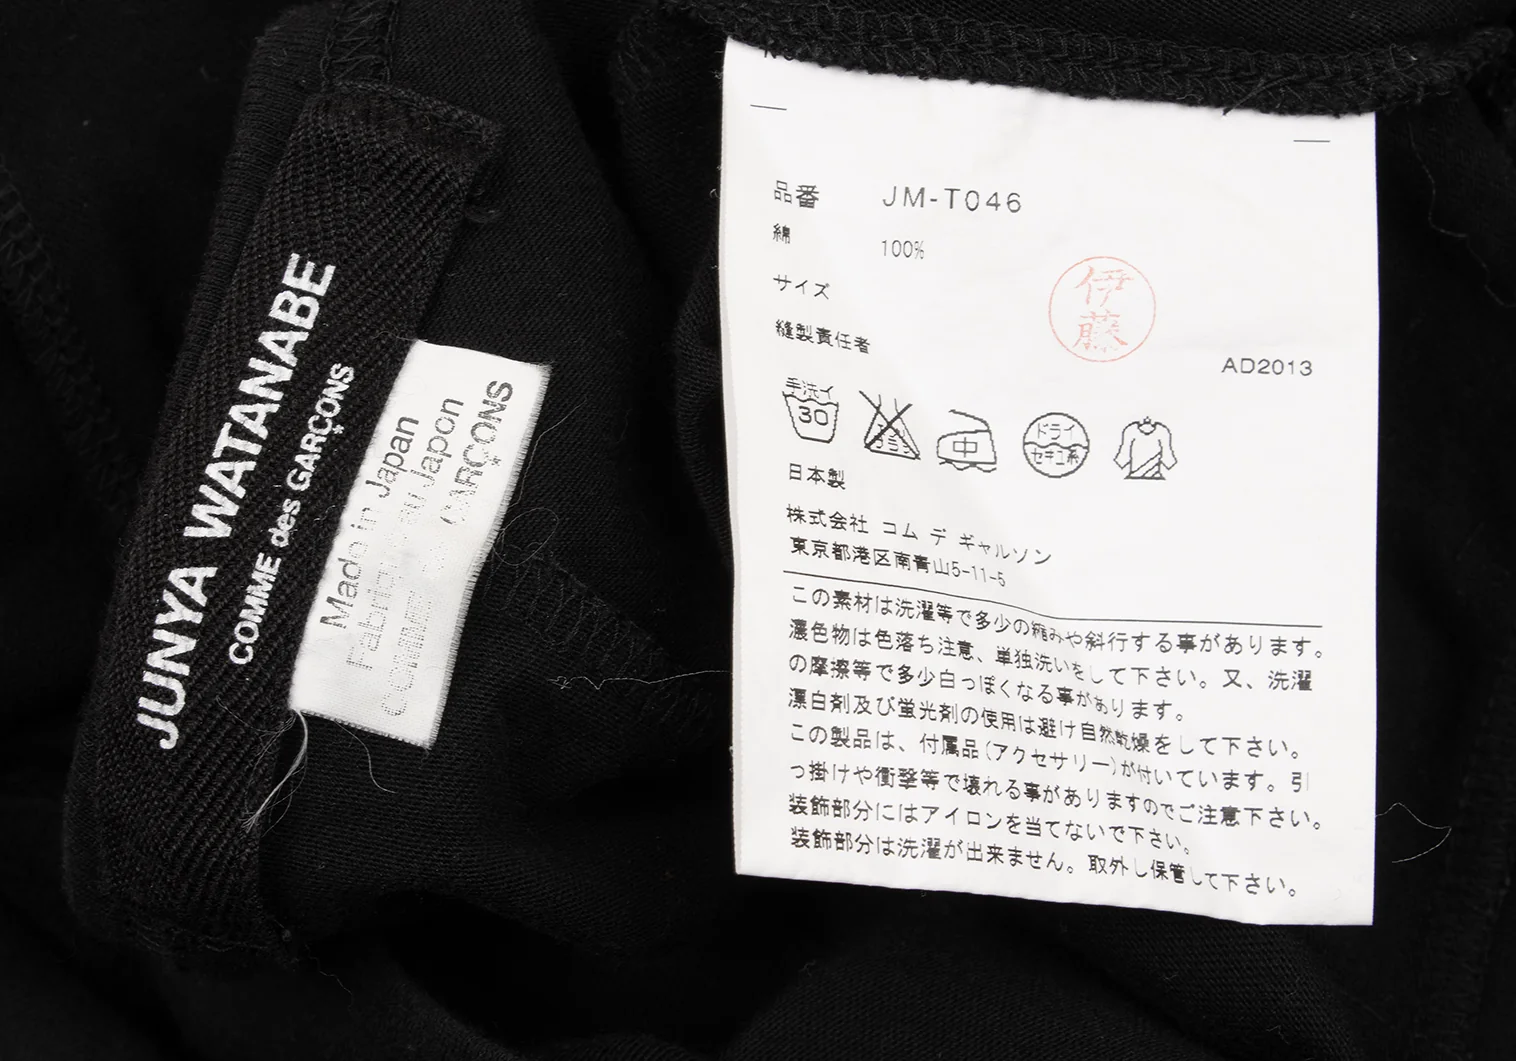 JUNYA WATANABE
COMME des GARÇONS
Made in Japan
Fabriqué au Japon
COMME GARÇONS
品番 JM-T046
綿 100%
サイズ
縫製責任者
伊藤
AD2013
手洗イ
30
中
ドライ
セキユ系
日本製
株式会社 コム デ ギャルソン
東京都港区南青山5-11-5
この素材は洗濯等で多少の縮みや斜行する事があります。
濃色物は色落ち注意、単独洗いをして下さい。又、洗濯
の摩擦等で多少白っぽくなる事があります。
漂白剤及び蛍光剤の使用は避け自然乾燥をして下さい。
この製品は、付属品(アクセサリー)が付いています。引
っ掛けや衝撃等で壊れる事がありますのでご注意下さい。
装飾部分にはアイロンを当てないで下さい。
装飾部分は洗濯が出来ません。取外し保管して下さい。